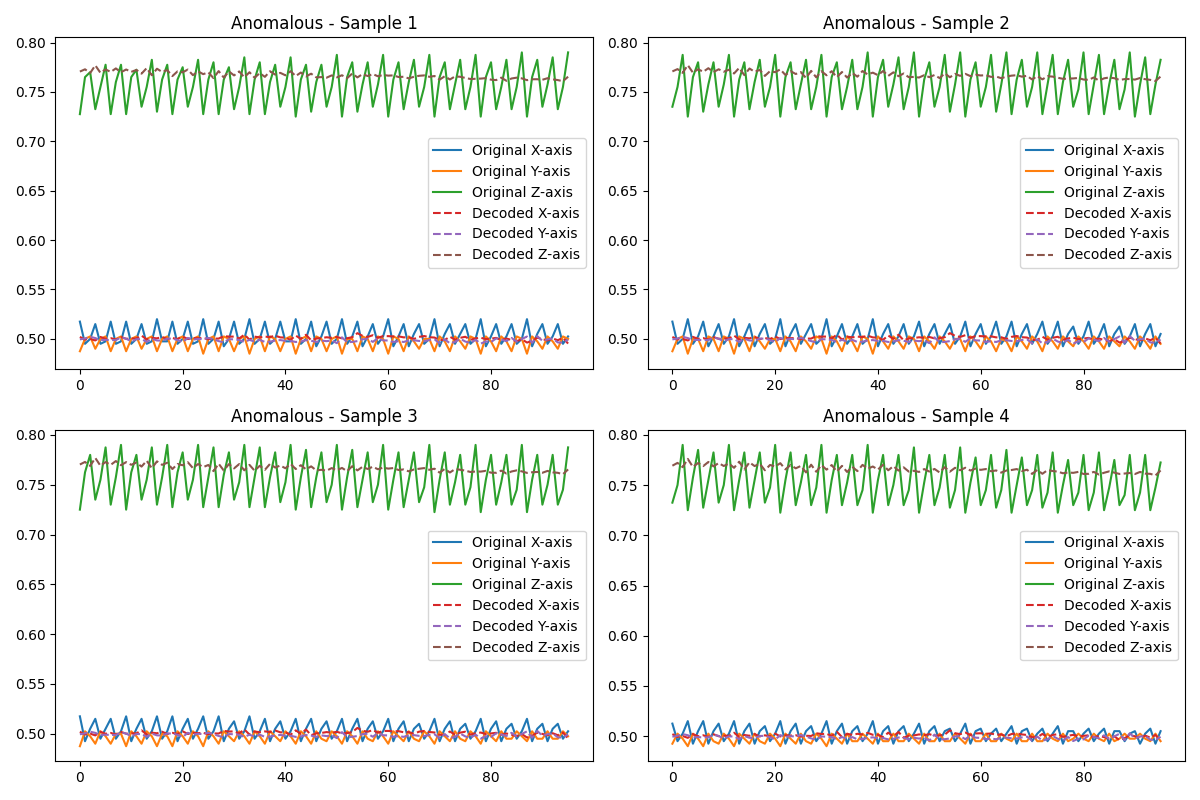 Anomalous - Sample 1
0.80
0.75
0.70
0.65
0.60
0.55
0.50
0
20
40
60
80
Original X-axis
Original Y-axis
Original Z-axis
Decoded X-axis
Decoded Y-axis
Decoded Z-axis
Anomalous - Sample 2
0.80
0.75
0.70
0.65
0.60
0.55
0.50
0
20
40
60
80
Original X-axis
Original Y-axis
Original Z-axis
Decoded X-axis
Decoded Y-axis
Decoded Z-axis
Anomalous - Sample 3
0.80
0.75
0.70
0.65
0.60
0.55
0.50
0
20
40
60
80
Original X-axis
Original Y-axis
Original Z-axis
Decoded X-axis
Decoded Y-axis
Decoded Z-axis
Anomalous - Sample 4
0.80
0.75
0.70
0.65
0.60
0.55
0.50
0
20
40
60
80
Original X-axis
Original Y-axis
Original Z-axis
Decoded X-axis
Decoded Y-axis
Decoded Z-axis